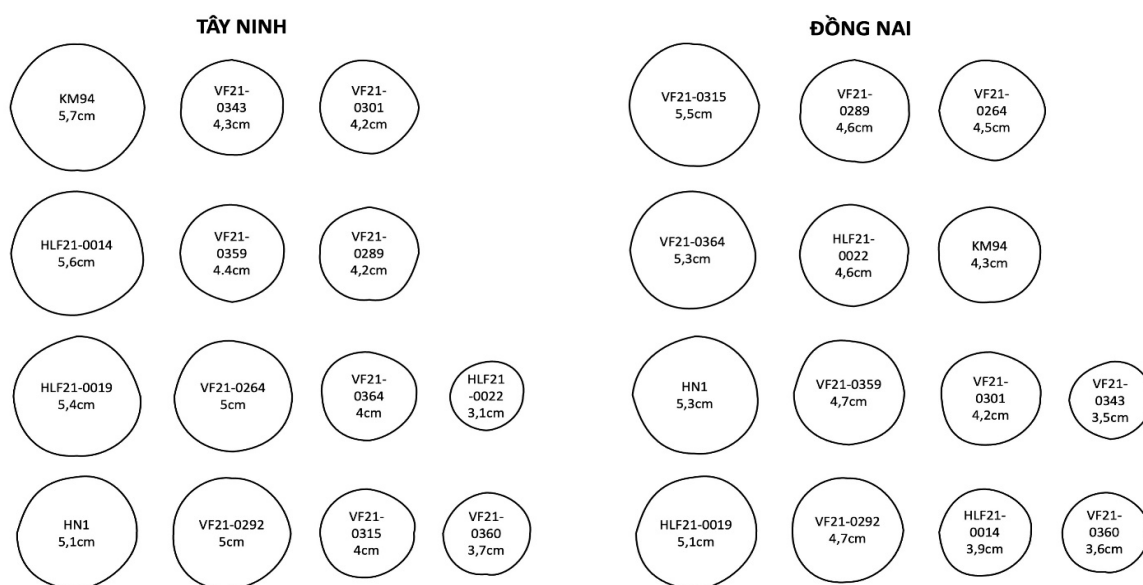 TÂY NINH
KM94
5,7cm
VF21-
0343
4,3cm
VF21-
0301
4,2cm
HLF21-0014
5,6cm
VF21-
0359
4.4cm
VF21-
0289
4,2cm
HLF21-0019
5,4cm
VF21-0264
5cm
VF21-
0364
4cm
HLF21
-0022
3,1cm
HN1
5,1cm
VF21-0292
5cm
VF21-
0315
4cm
VF21-
0360
3,7cm
ĐỒNG NAI
VF21-0315
5,5cm
VF21-
0289
4,6cm
VF21-
0264
4,5cm
VF21-0364
5,3cm
HLF21-
0022
4,6cm
KM94
4,3cm
HN1
5,3cm
VF21-0359
4,7cm
VF21-
0301
4,2cm
VF21-
0343
3,5cm
HLF21-0019
5,1cm
VF21-0292
4,7cm
HLF21-
0014
3,9cm
VF21-
0360
3,6cm